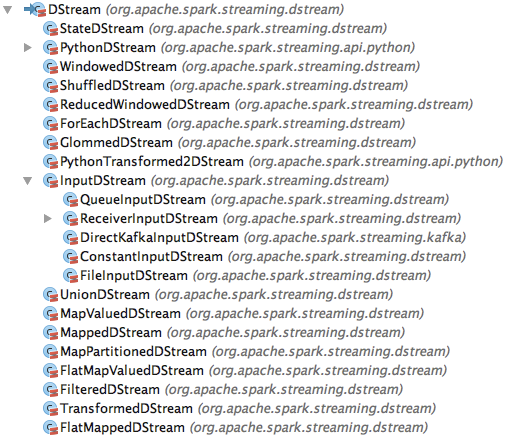 DStream (org.apache.spark.streaming.dstream)
StateDStream (org.apache.spark.streaming.dstream)
PythonDStream (org.apache.spark.streaming.api.python)
WindowedDStream (org.apache.spark.streaming.dstream)
ShuffledDStream (org.apache.spark.streaming.dstream)
ReducedWindowedDStream (org.apache.spark.streaming.dstream)
ForEachDStream (org.apache.spark.streaming.dstream)
GlommedDStream (org.apache.spark.streaming.dstream)
PythonTransformed2DStream (org.apache.spark.streaming.api.python)
InputDStream (org.apache.spark.streaming.dstream)
QueueInputDStream (org.apache.spark.streaming.dstream)
ReceiverInputDStream (org.apache.spark.streaming.dstream)
DirectKafkaInputDStream (org.apache.spark.streaming.kafka)
ConstantInputDStream (org.apache.spark.streaming.dstream)
FileInputDStream (org.apache.spark.streaming.dstream)
UnionDStream (org.apache.spark.streaming.dstream)
MapValuedDStream (org.apache.spark.streaming.dstream)
MappedDStream (org.apache.spark.streaming.dstream)
MapPartitionedDStream (org.apache.spark.streaming.dstream)
FlatMapValuedDStream (org.apache.spark.streaming.dstream)
FilteredDStream (org.apache.spark.streaming.dstream)
TransformedDStream (org.apache.spark.streaming.dstream)
FlatMappedDStream (org.apache.spark.streaming.dstream)